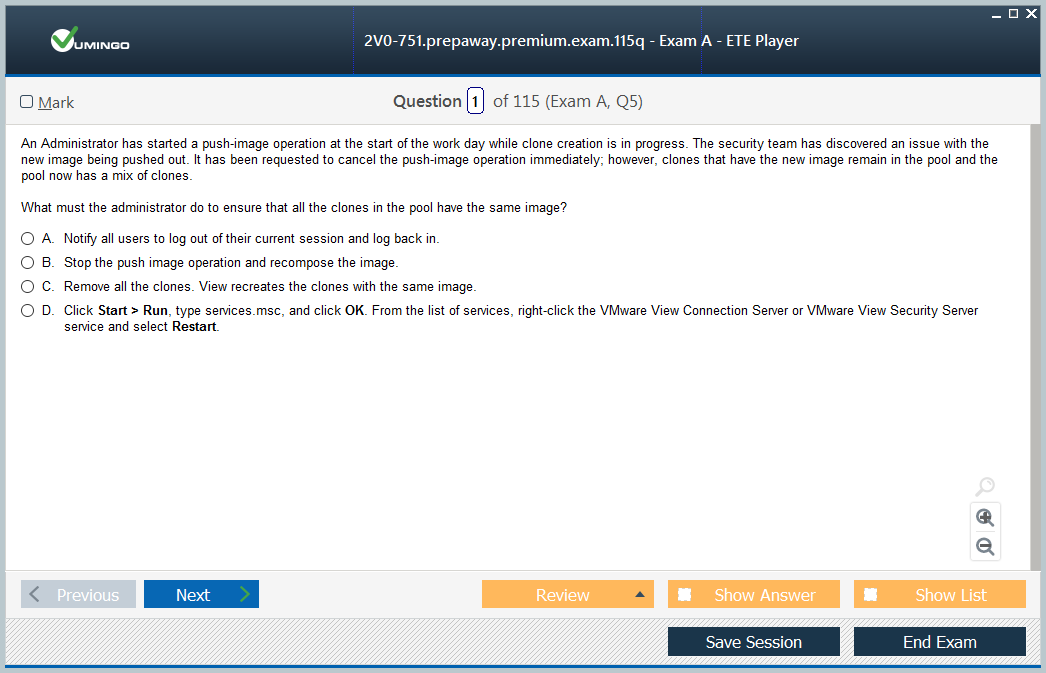 VUMINGO
2V0-751.prepaway.premium.exam.115q - Exam A - ETE Player
Mark
Question 1 of 115 (Exam A, Q5)
An Administrator has started a push-image operation at the start of the work day while clone creation is in progress. The security team has discovered an issue with the
new image being pushed out. It has been requested to cancel the push-image operation immediately; however, clones that have the new image remain in the pool and the
pool now has a mix of clones.
What must the administrator do to ensure that all the clones in the pool have the same image?
A. Notify all users to log out of their current session and log back in.
B. Stop the push image operation and recompose the image.
C. Remove all the clones. View recreates the clones with the same image.
D. Click Start > Run, type services.msc, and click OK. From the list of services, right-click the VMware View Connection Server or VMware View Security Server
service and select Restart.
Previous Next Review Show Answer Show List
Save Session End Exam